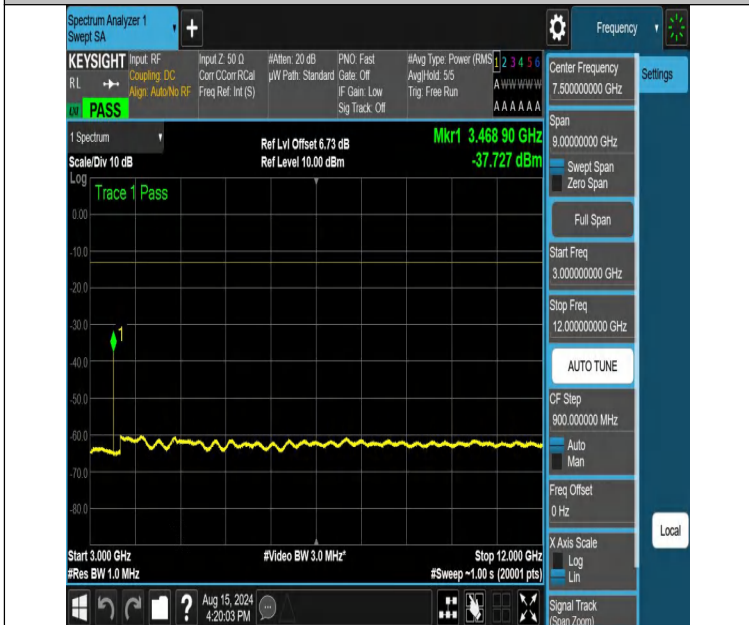 Spectrum Analyzer 1
Swept SA
+
Frequency
KEYSIGHT
RL
PASS
Input: RF
Coupling: DC
Align: Auto/No RF
Input Z: 50 Ω
Corr CCorr RCal
Freq Ref: Int (S)
#Atten: 20 dB
µW Path: Standard
PNO: Fast
Gate: Off
IF Gain: Low
Sig Track: Off
#Avg Type: Power (RMS
Avg|Hold: 5/5
Trig: Free Run
1 2 3 4 5 6
A W W W W W
A A A A A A
1 Spectrum
Scale/Div 10 dB
Ref Lvl Offset 6.73 dB
Ref Level 10.00 dBm
Mkr1 3.468 90 GHz
-37.727 dBm
Log
Trace 1 Pass
0.00
-10.0
-20.0
-30.0
1
-40.0
-50.0
-60.0
-70.0
-80.0
Start 3.000 GHz
#Res BW 1.0 MHz
#Video BW 3.0 MHz*
Stop 12.000 GHz
#Sweep ~1.00 s (20001 pts)
?
Aug 15, 2024
4:20:03 PM
Center Frequency
7.500000000 GHz
Settings
Span
9.00000000 GHz
Swept Span
Zero Span
Full Span
Start Freq
3.000000000 GHz
Stop Freq
12.000000000 GHz
AUTO TUNE
CF Step
900.000000 MHz
Auto
Man
Freq Offset
0 Hz
Local
X Axis Scale
Log
Lin
Signal Track
(Span Zoom)